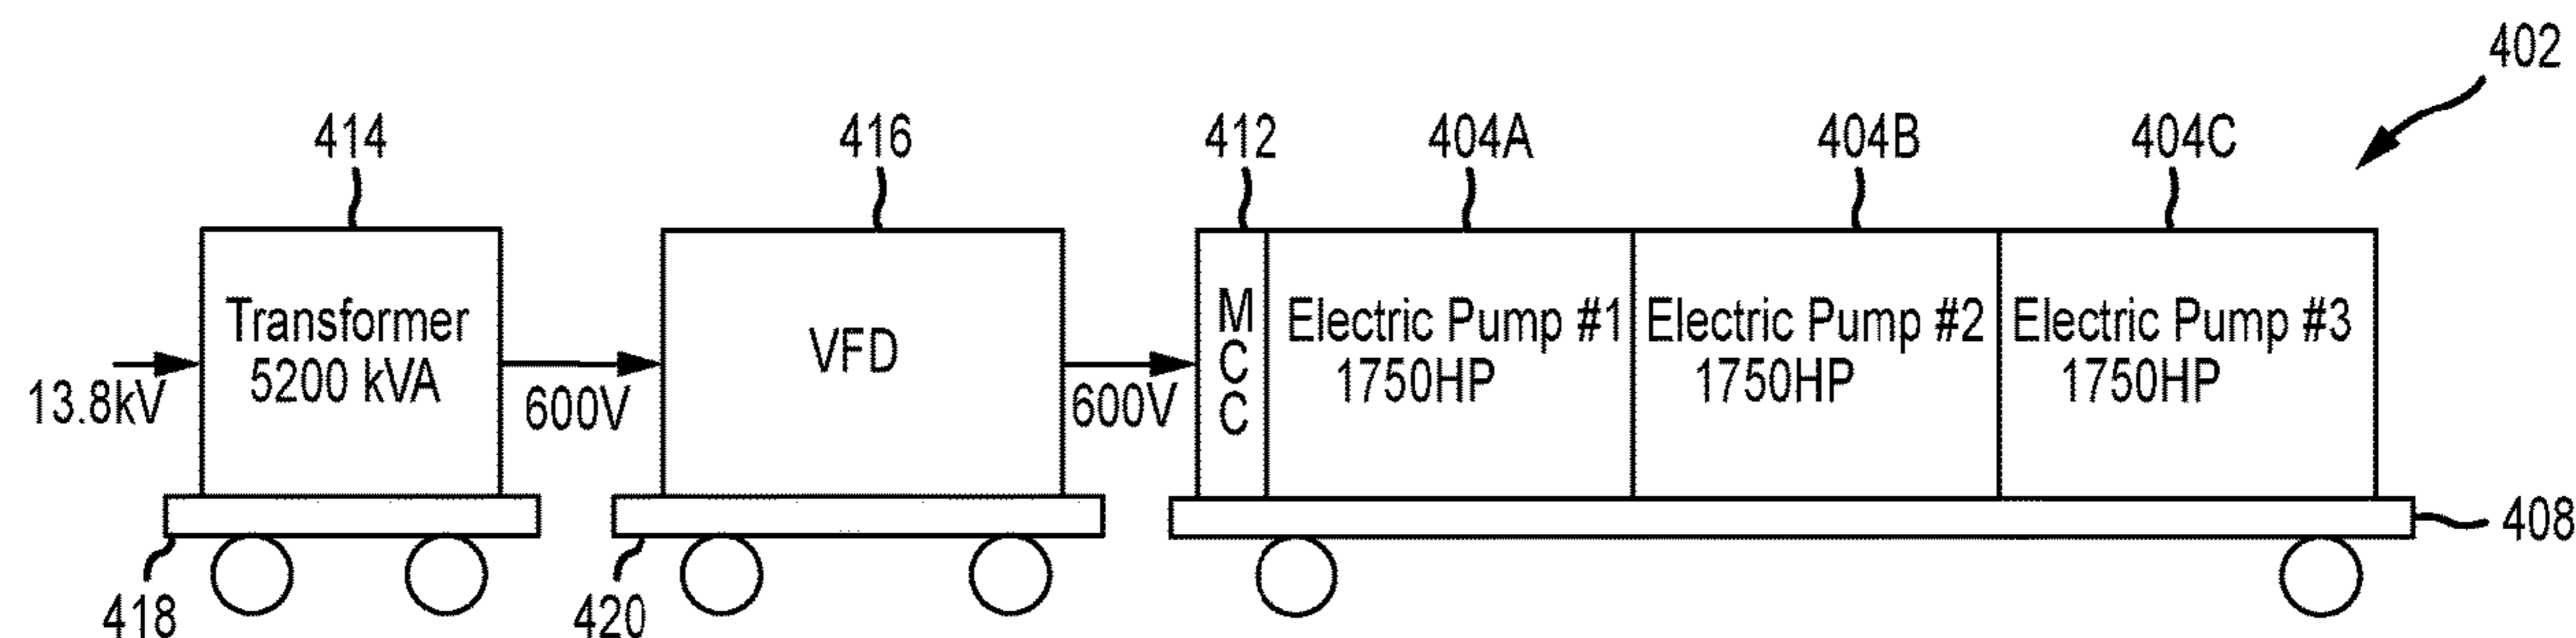 402
414
416
412
404A
404B
404C
Transformer
5200 kVA
VFD
MCC
Electric Pump #1
1750HP
Electric Pump #2
1750HP
Electric Pump #3
1750HP
13.8kV
600V
600V
408
418
420